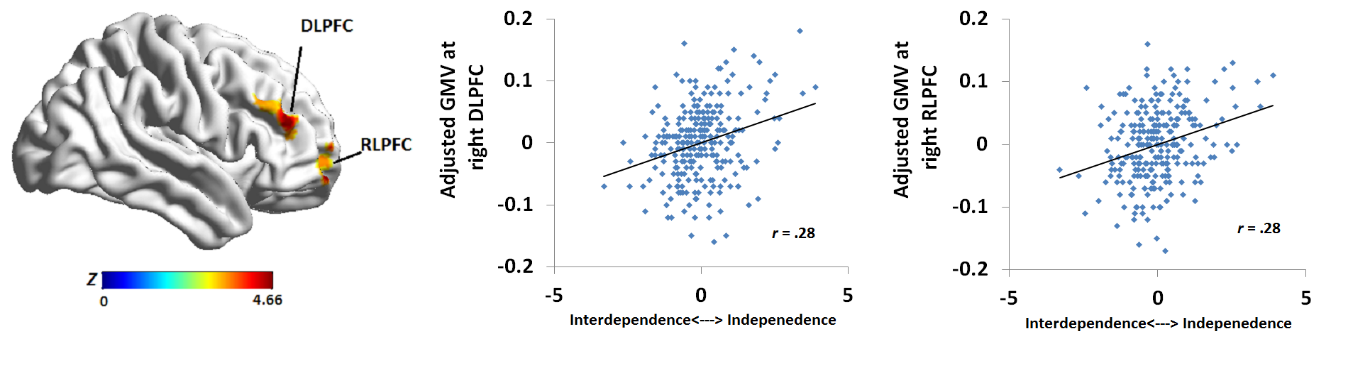 DLPFC
RLPFC
Z
0
4.66
Adjusted GMV at
right DLPFC
0.2
0.1
0
-0.1
-0.2
-5
0
5
r = .28
Interdependence<---> Indepenedence
Adjusted GMV at
right RLPFC
0.2
0.1
0
-0.1
-0.2
-5
0
5
r = .28
Interdependence<---> Indepenedence